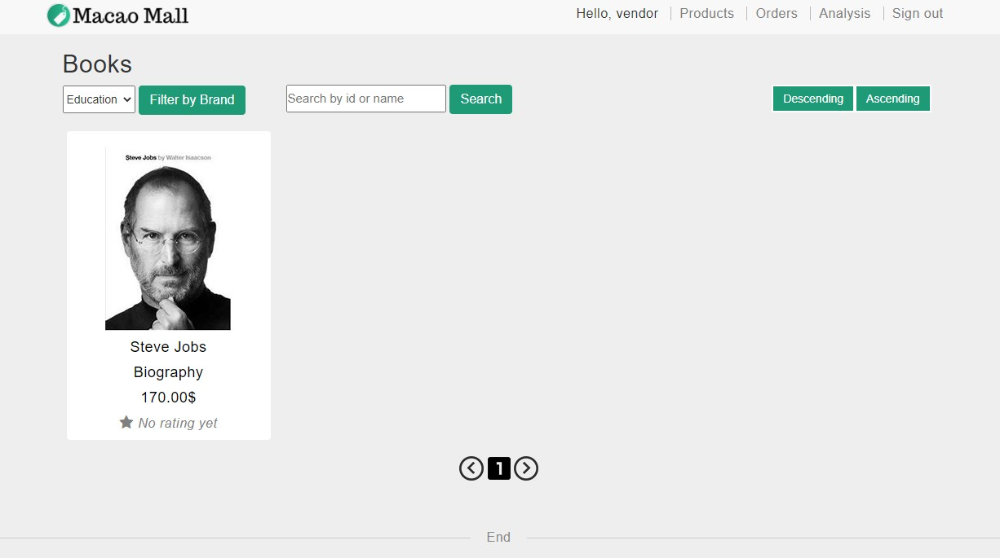 Macao Mall
Hello, vendor
Products
Orders
Analysis
Sign out
Books
Education
Filter by Brand
Search by id or name
Search
Descending
Ascending
Steve Jobs by Walter Isaacson
Steve Jobs
Biography
170.00$
No rating yet
1
End